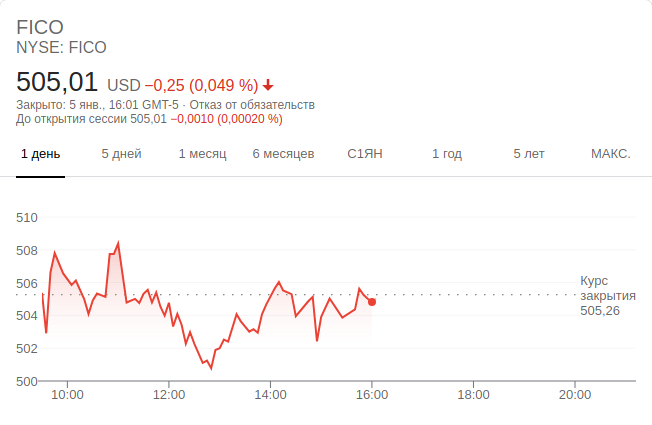 FICO
NYSE: FICO
505,01 USD −0,25 (0,049 %)
Закрыто: 5 янв., 16:01 GMT-5 · Отказ от обязательств
До открытия сессии 505,01 −0,0010 (0,00020 %)
1 день 5 дней 1 месяц 6 месяцев С1ЯН 1 год 5 лет МАКС.
510
508
506
504
502
500
Курс
закрытия
505,26
10:00 12:00 14:00 16:00 18:00 20:00